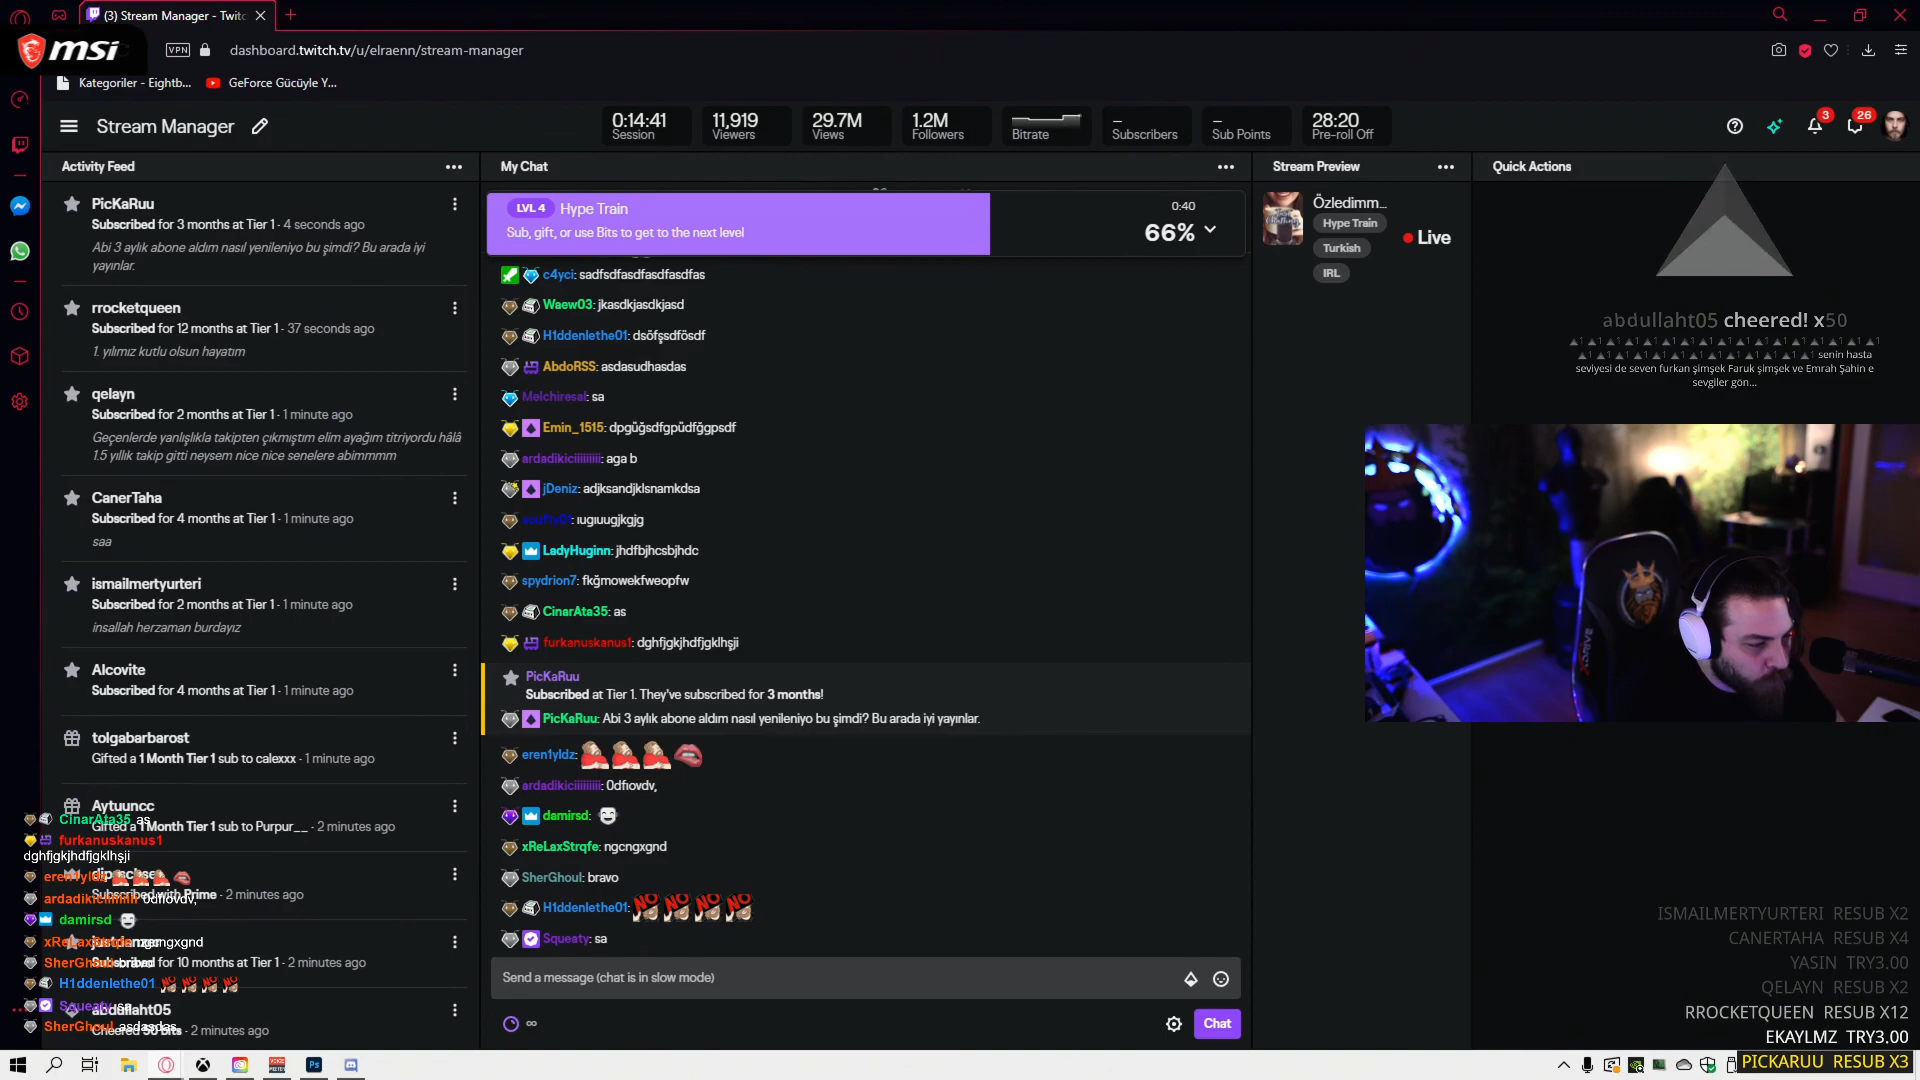 (3) Stream Manager - Twitc
msi
VPN
dashboard.twitch.tv/u/elraenn/stream-manager
Kategoriler - Eightb...
GeForce Gücüyle Y...
Stream Manager
0:14:41
Session
11,919
Viewers
29.7M
Views
1.2M
Followers
Bitrate
–
Subscribers
–
Sub Points
28:20
Pre-roll Off
3
26
Activity Feed
PicKaRuu
Subscribed for 3 months at Tier 1 - 4 seconds ago
Abi 3 aylık abone aldım nasıl yenileniyo bu şimdi? Bu arada iyi
yayınlar.
rrocketqueen
Subscribed for 12 months at Tier 1 - 37 seconds ago
1. yılımız kutlu olsun hayatım
qelayn
Subscribed for 2 months at Tier 1 - 1 minute ago
Geçenlerde yanlışlıkla takipten çıkmıştım elim ayağım titriyordu hâlâ
1.5 yıllık takip gitti neysem nice nice senelere abimmmm
CanerTaha
Subscribed for 4 months at Tier 1 - 1 minute ago
saa
ismailmertyurteri
Subscribed for 2 months at Tier 1 - 1 minute ago
insallah herzaman burdayız
Alcovite
Subscribed for 4 months at Tier 1 - 1 minute ago
tolgabarbarost
Gifted a 1 Month Tier 1 sub to calexxx - 1 minute ago
Aytuuncc
Gifted a 1 Month Tier 1 sub to Purpur__ - 2 minutes ago
Subscribed with Prime - 2 minutes ago
Subscribed for 10 months at Tier 1 - 2 minutes ago
abdullaht05
Cheered 50 Bits - 2 minutes ago
CinarAta35 as
furkanuskanus1
dghfjgkjhdfjgklhşji
eren1yldz
ardadikiciiiiiiiii 0dfıovdv,
damirsd
xReLaxStrqfe ngcngxgnd
SherGhoul bravo
H1ddenlethe01 NO NO NO NO
Squeaty sa
SherGhoul asdasdas
My Chat
LVL 4 Hype Train
Sub, gift, or use Bits to get to the next level
0:40
66%
c4yci: sadfsdfasdfasdfasdfas
Waew03: jkasdkjasdkjasd
H1ddenlethe01: dsöfşsdfösdf
AbdoRSS: asdasudhasdas
Melchiresal: sa
Emin_1515: dpgüğsdfgpüdfğgpsdf
ardadikiciiiiiiiii: aga b
jDeniz: adjksandjklsnamkdsa
ıugıuugjkgjg
LadyHuginn: jhdfbjhcsbjhdc
spydrion7: fkğmowekfweopfw
CinarAta35: as
furkanuskanus1: dghfjgkjhdfjgklhşji
PicKaRuu
Subscribed at Tier 1. They've subscribed for 3 months!
PicKaRuu: Abi 3 aylık abone aldım nasıl yenileniyo bu şimdi? Bu arada iyi yayınlar.
eren1yldz:
ardadikiciiiiiiiii: 0dfıovdv,
damirsd:
xReLaxStrqfe: ngcngxgnd
SherGhoul: bravo
H1ddenlethe01: NO NO NO NO
Squeaty: sa
Send a message (chat is in slow mode)
Chat
Stream Preview
Özledimm...
Hype Train
Turkish
IRL
Live
Quick Actions
abdullaht05 cheered! x50
senin hasta
seviyesi de seven furkan şimşek Faruk şimşek ve Emrah Şahin e
sevgiler gön...
ISMAILMERTYURTERI RESUB X2
CANERTAHA RESUB X4
YASIN TRY3.00
QELAYN RESUB X2
RROCKETQUEEN RESUB X12
EKAYLMZ TRY3.00
PICKARUU RESUB X3